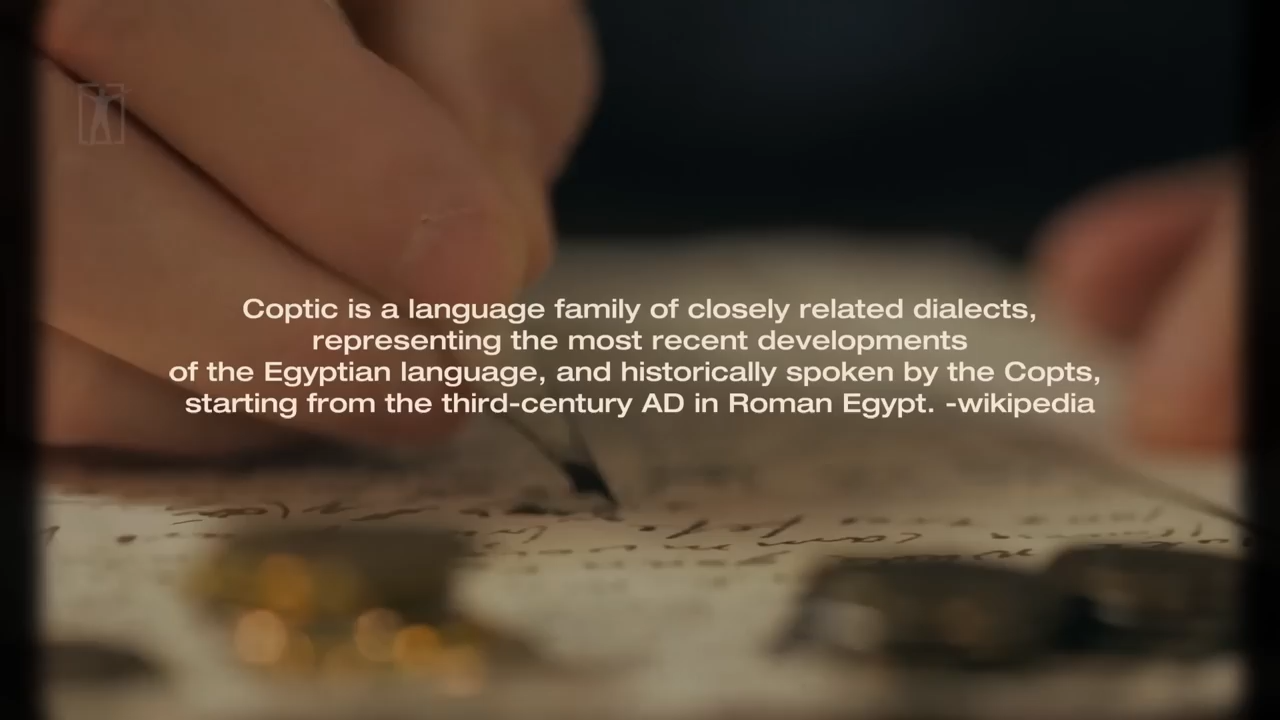 Coptic is a language family of closely related dialects,
representing the most recent developments
of the Egyptian language, and historically spoken by the Copts,
starting from the third-century AD in Roman Egypt. -wikipedia